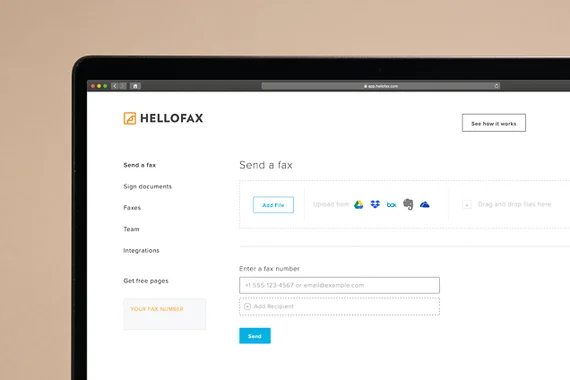 app.hellofax.com
HELLOFAX
See how it works
Send a fax
Sign documents
Faxes
Team
Integrations
Get free pages
YOUR FAX NUMBER
Send a fax
Add File
Upload from
box
Drag and drop files here
Enter a fax number
+1 555-123-4567 or email@example.com
Add Recipient
Send